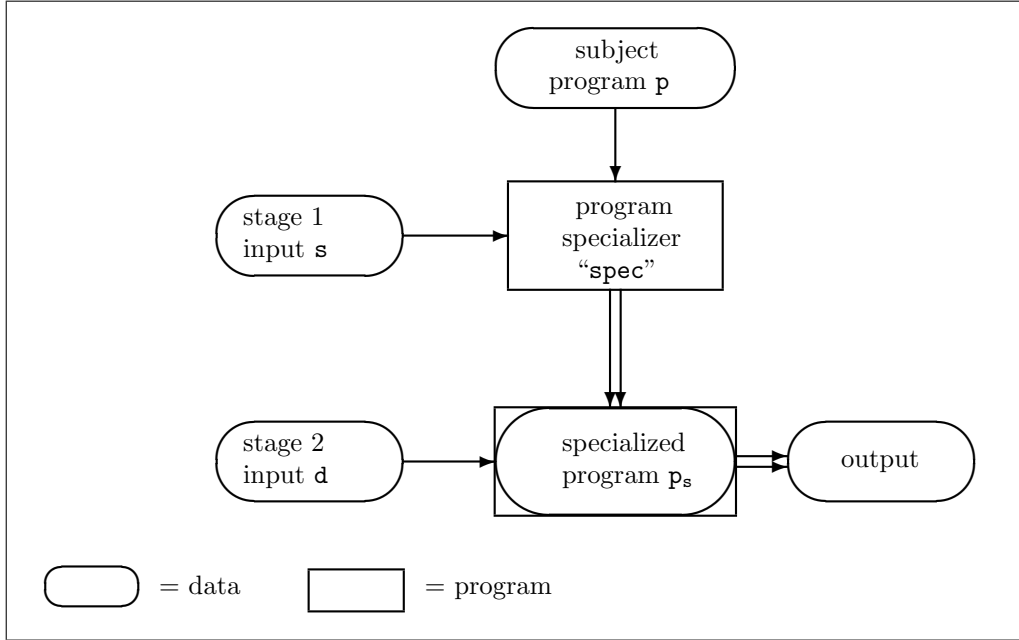 subject
program p
stage 1
input s
program
specializer
“spec”
stage 2
input d
specialized
program pₛ
output
= data
= program